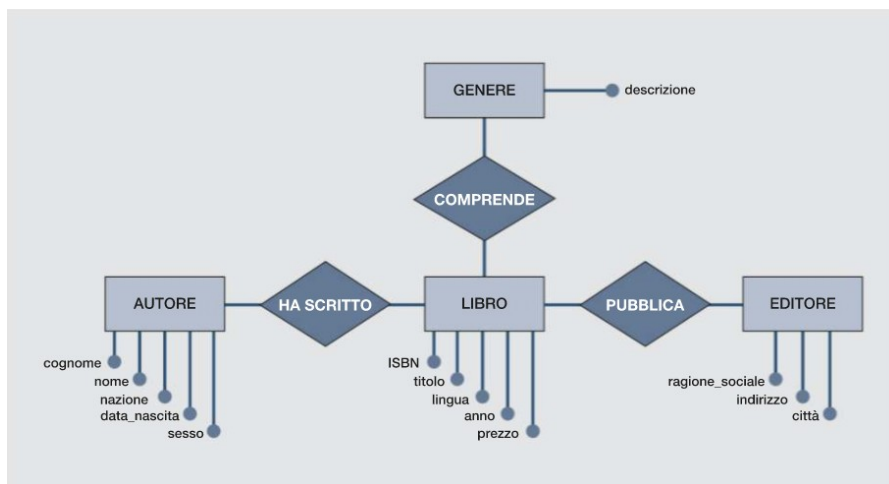 GENERE
descrizione
COMPRENDE
AUTORE
HA SCRITTO
LIBRO
PUBBLICA
EDITORE
cognome
nome
nazione
data_nascita
sesso
ISBN
titolo
lingua
anno
prezzo
ragione_sociale
indirizzo
città